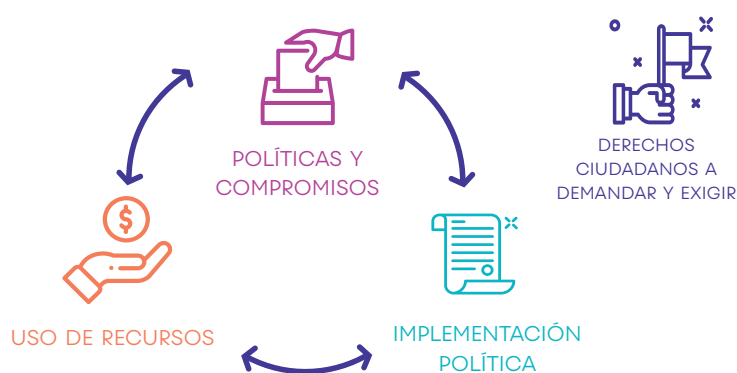 POLÍTICAS Y
COMPROMISOS
DERECHOS
CIUDADANOS A
DEMANDAR Y EXIGIR
$
USO DE RECURSOS
IMPLEMENTACIÓN
POLÍTICA